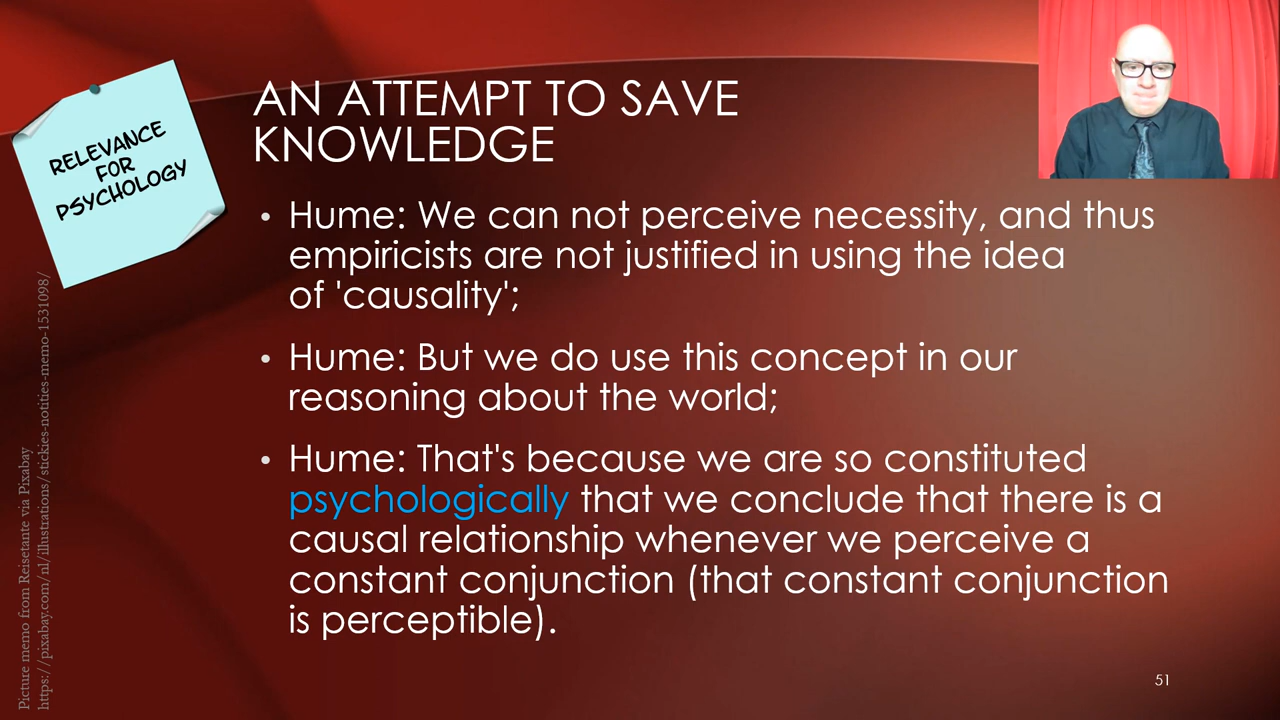 RELEVANCE
FOR
PSYCHOLOGY
AN ATTEMPT TO SAVE
KNOWLEDGE
• Hume: We can not perceive necessity, and thus
empiricists are not justified in using the idea
of 'causality';
• Hume: But we do use this concept in our
reasoning about the world;
• Hume: That's because we are so constituted
psychologically that we conclude that there is a
causal relationship whenever we perceive a
constant conjunction (that constant conjunction
is perceptible).
Picture memo from Reisetante via Pixabay
https://pixabay.com/nl/illustrations/stickies-notities-memo-1531098/
51